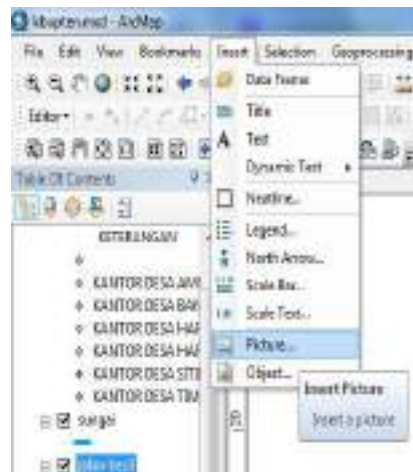 File Edit View Bookmarks Insert Selection Geoprocessing
Data Frame
Title
Editor
Text
Dynamic Text
Table Of Contents
Neatline...
KETERANGAN
Legend...
North Arrow...
KANTOR DESA
Scale Bar...
KANTOR DESA
Scale Text...
KANTOR DESA
KANTOR DESA
Picture...
KANTOR DESA
Object...
KANTOR DESA
Insert Picture
Insert a picture
sungai